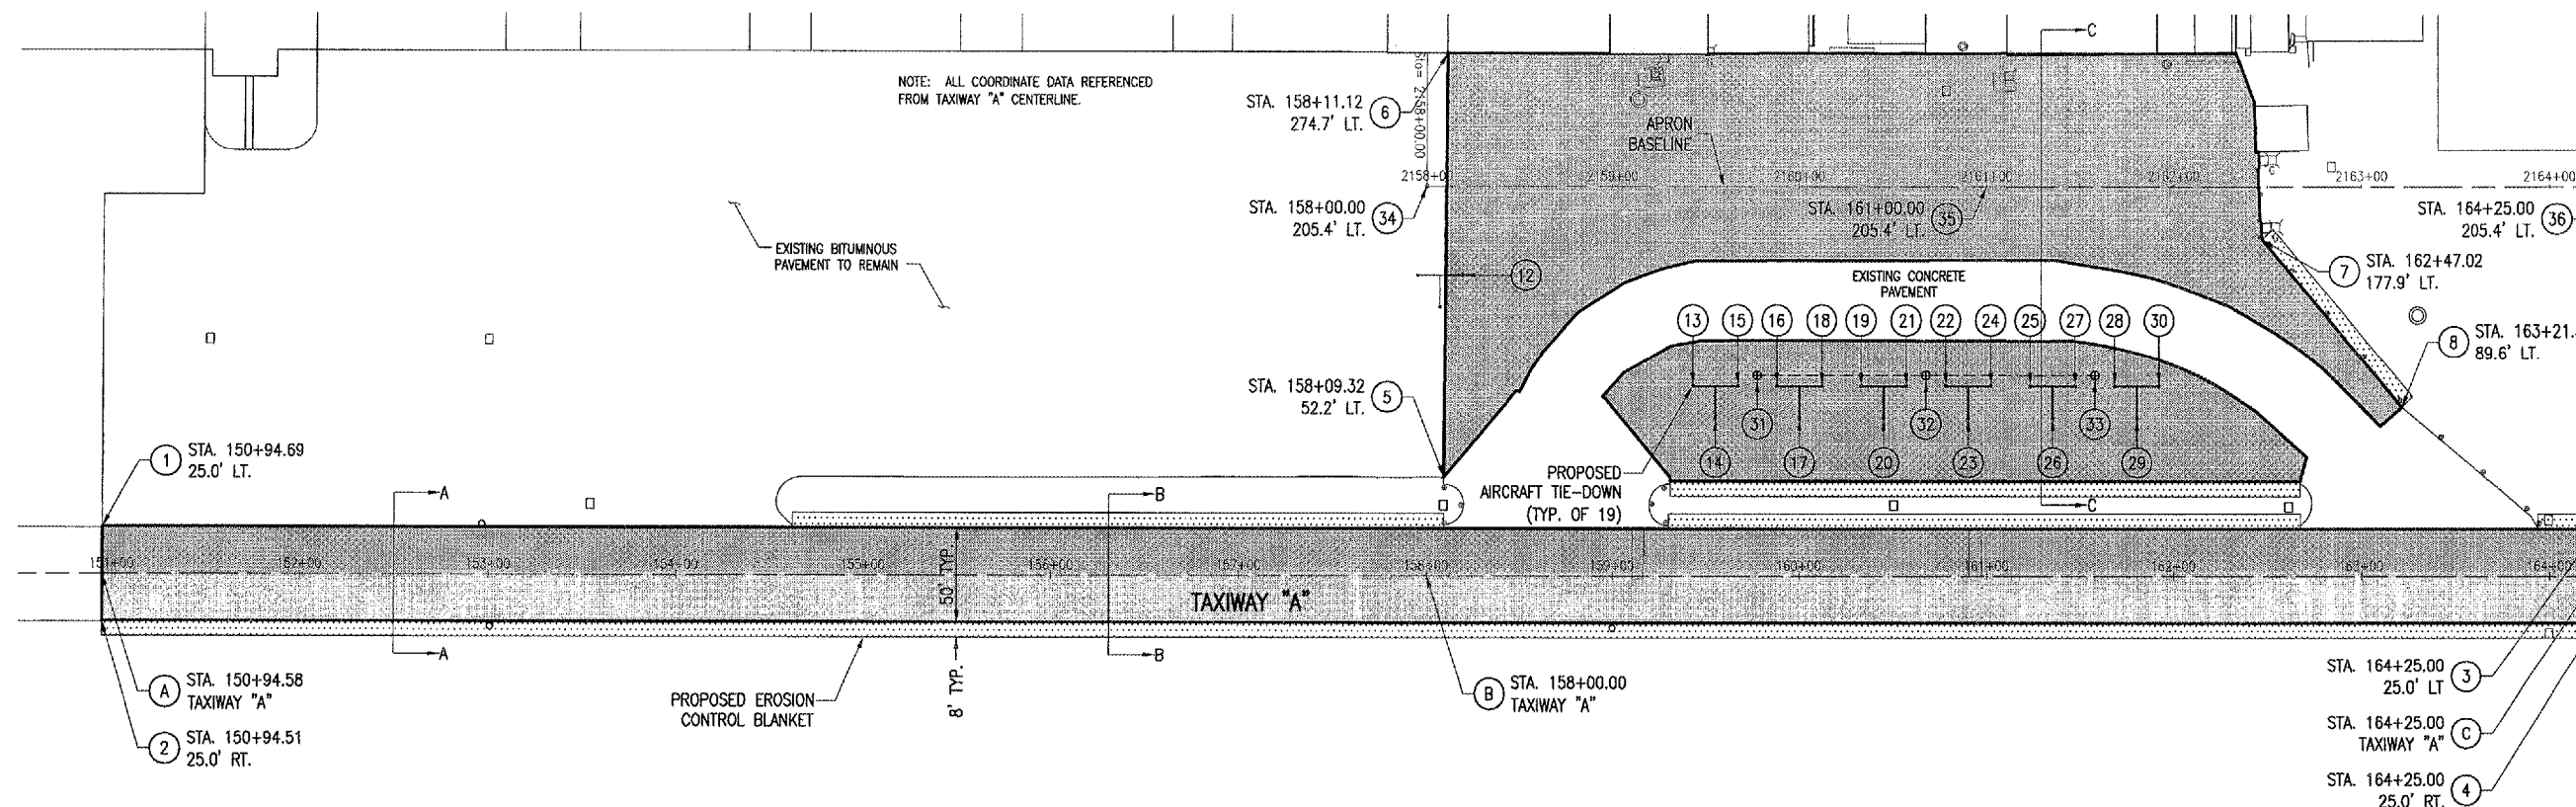 C
NOTE: ALL COORDINATE DATA REFERENCED
FROM TAXIWAY "A" CENTERLINE.
STA. 158+11.12
274.7' LT.
6
Sta= 2158+00.00
APRON
BASELINE
2158+00
2159+00
2160+00
2161+00
2162+00
2163+00
2164+00
STA. 158+00.00
205.4' LT.
34
STA. 161+00.00
205.4' LT.
35
STA. 164+25.00
205.4' LT.
36
EXISTING BITUMINOUS
PAVEMENT TO REMAIN
12
EXISTING CONCRETE
PAVEMENT
7
STA. 162+47.02
177.9' LT.
13 15 16 18 19 21 22 24 25 27 28 30
8
STA. 163+21.
89.6' LT.
STA. 158+09.32
52.2' LT.
5
31 32 33
14 17 20 23 26 29
1
STA. 150+94.69
25.0' LT.
PROPOSED
AIRCRAFT TIE-DOWN
(TYP. OF 19)
A
B
C
151+00 152+00 153+00 154+00 155+00 156+00 157+00 158+00 159+00 160+00 161+00 162+00 163+00 164+00
50' TYP.
TAXIWAY "A"
A
B
8' TYP.
A
STA. 150+94.58
TAXIWAY "A"
PROPOSED EROSION
CONTROL BLANKET
B
STA. 158+00.00
TAXIWAY "A"
STA. 164+25.00
25.0' LT
3
2
STA. 150+94.51
25.0' RT.
STA. 164+25.00
TAXIWAY "A"
C
STA. 164+25.00
25.0' RT.
4